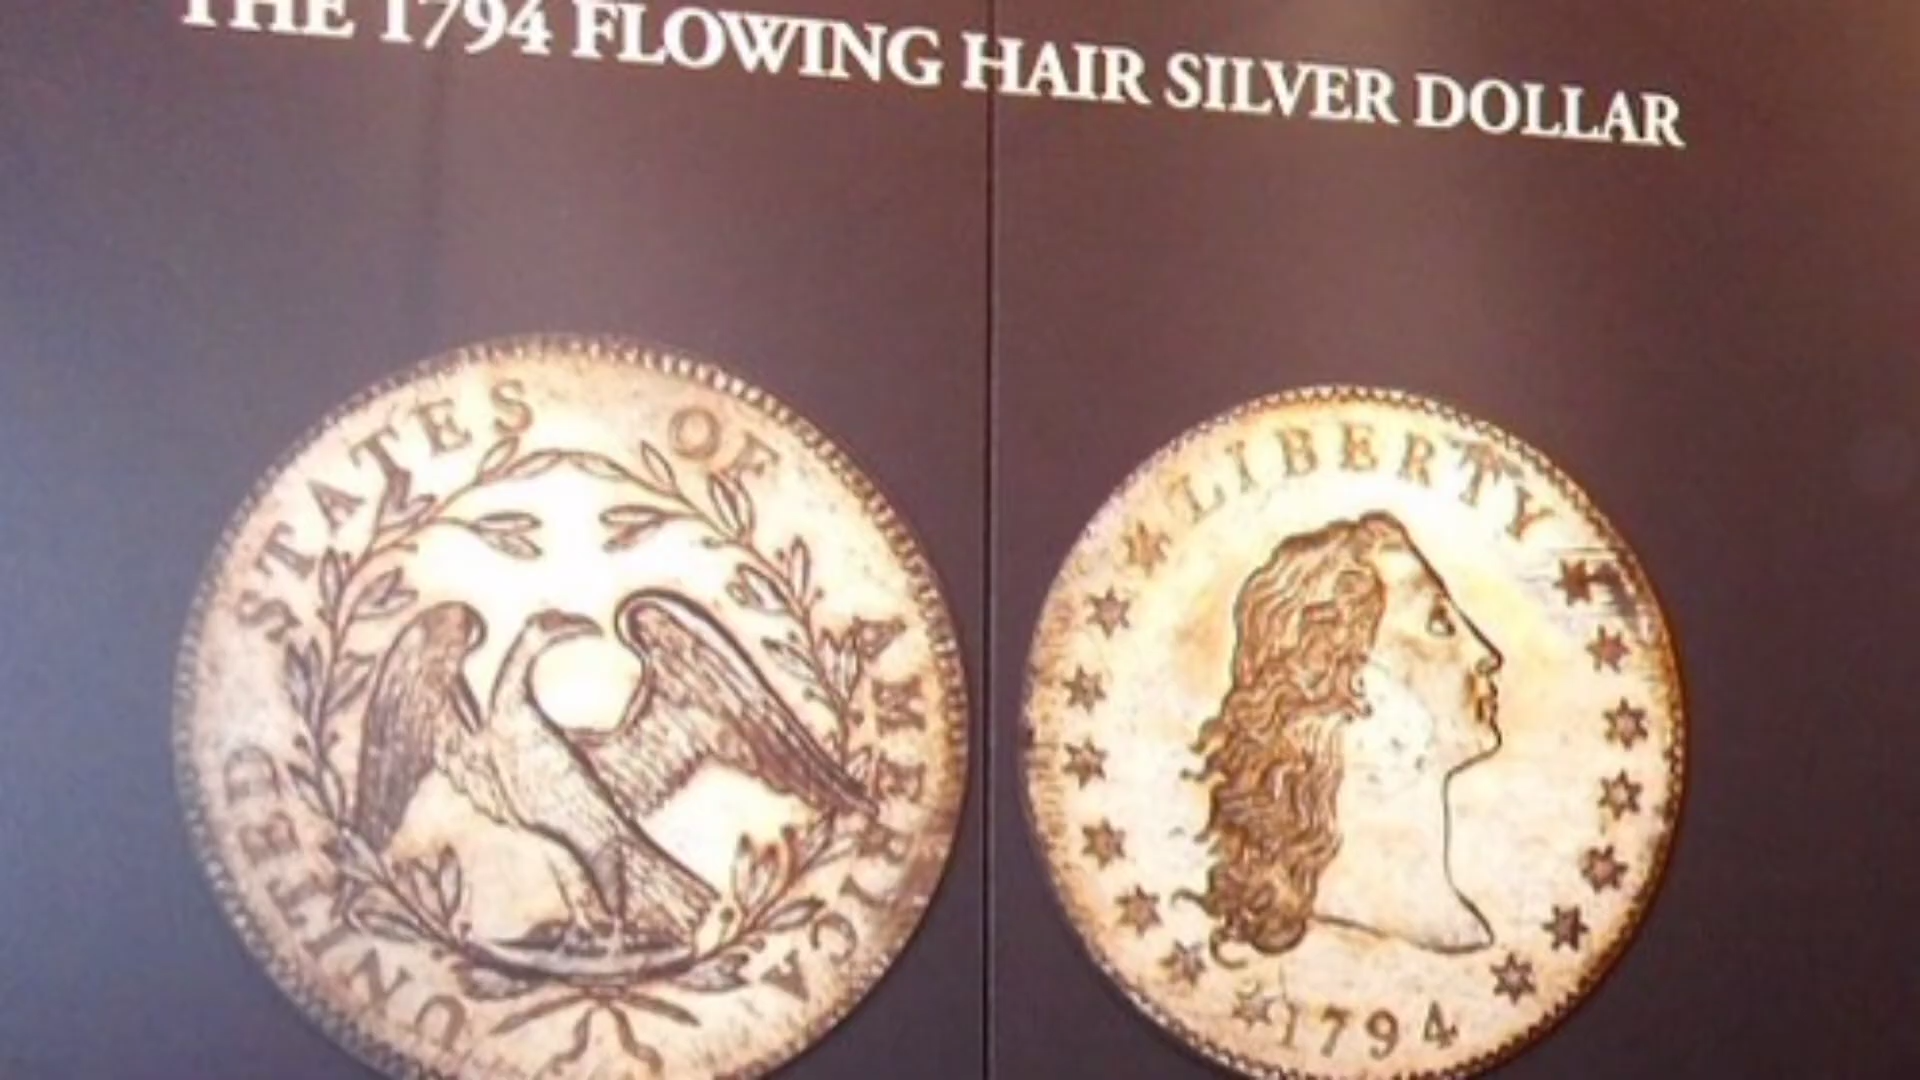 THE 1794 FLOWING HAIR SILVER DOLLAR
UNITED STATES OF AMERICA
LIBERTY
1794